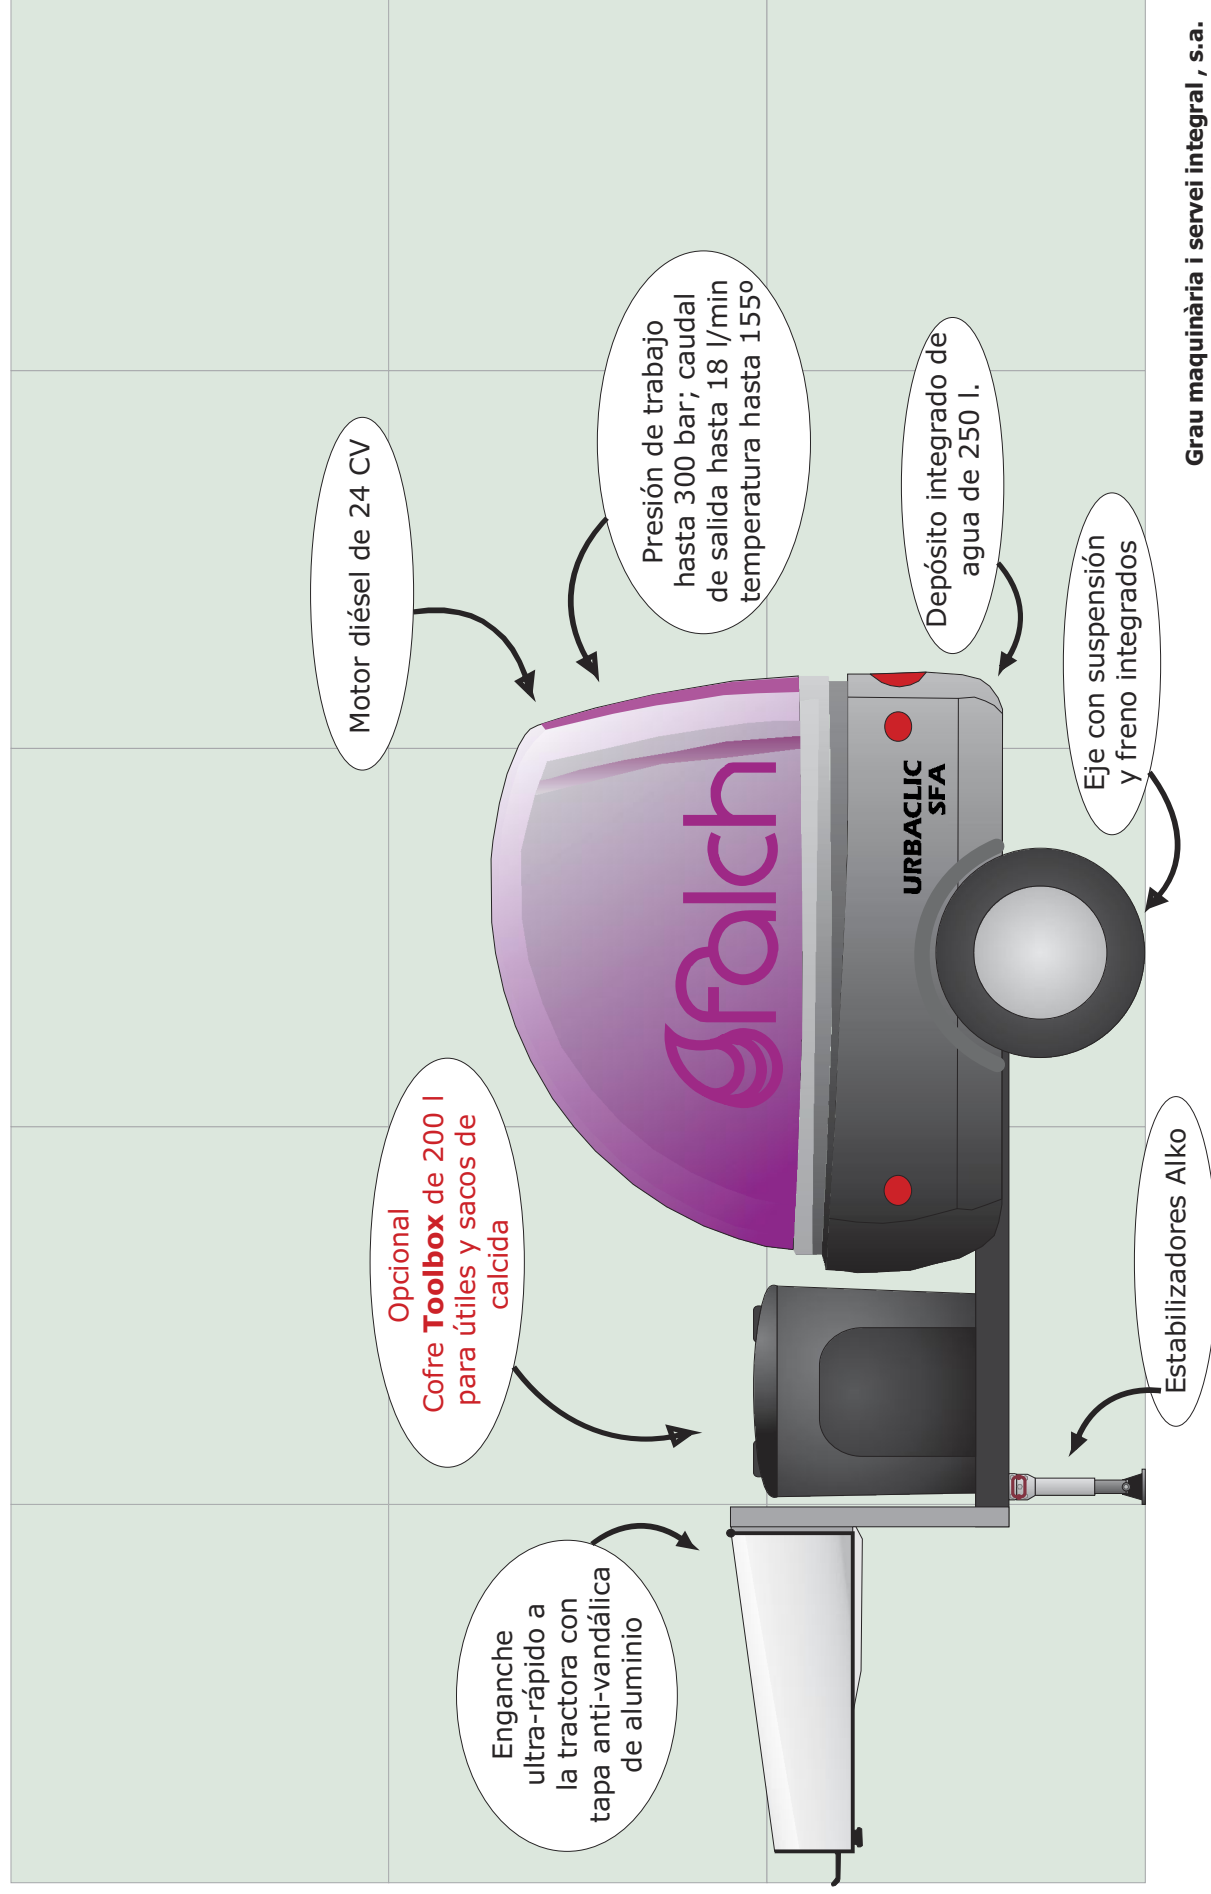 Motor diésel de 24 CV
Presión de trabajo
hasta 300 bar; caudal
de salida hasta 18 l/min
temperatura hasta 155º
Opcional
Cofre Toolbox de 200 l
para útiles y sacos de
calcida
Enganche
ultra-rápido a
la tractora con
tapa anti-vandálica
de aluminio
falch
URBACLIC
SFA
Depósito integrado de
agua de 250 l.
Eje con suspensión
y freno integrados
Estabilizadores Alko
Grau maquinària i servei integral , s.a.